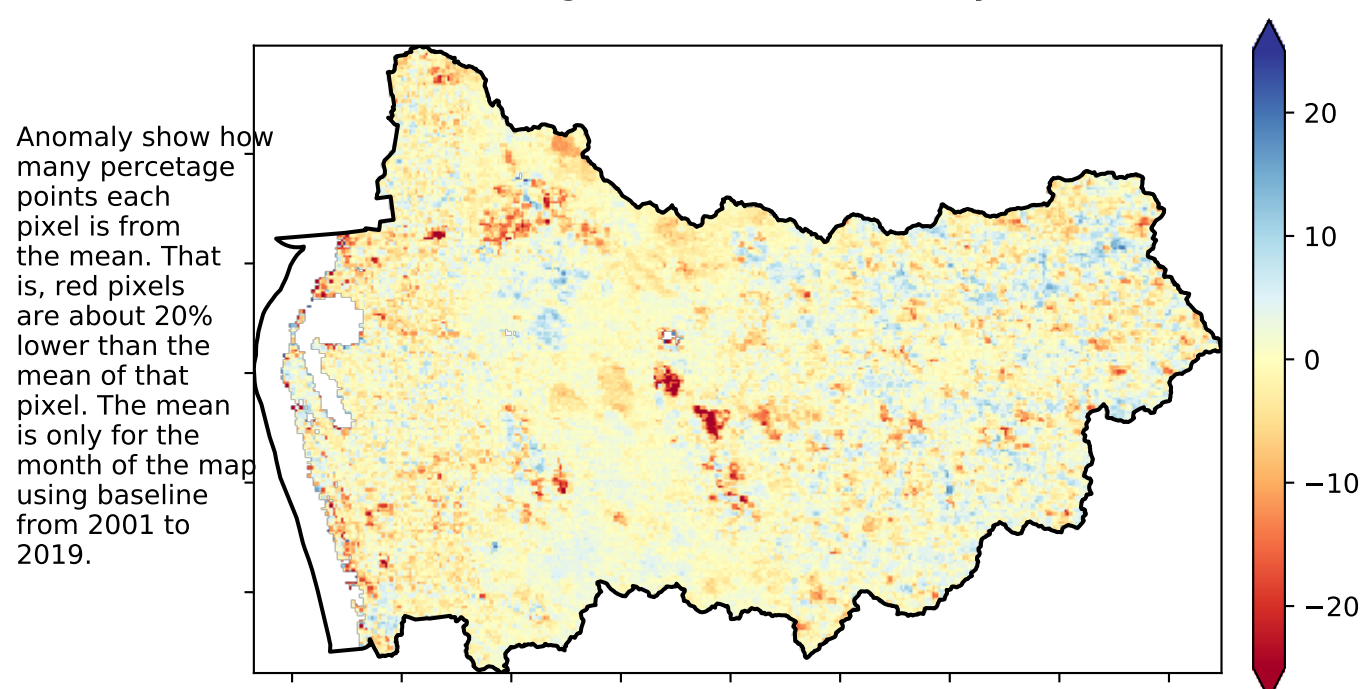 Anomaly show how
many percetage
points each
pixel is from
the mean. That
is, red pixels
are about 20%
lower than the
mean of that
pixel. The mean
is only for the
month of the map
using baseline
from 2001 to
2019.
20
10
0
−10
−20